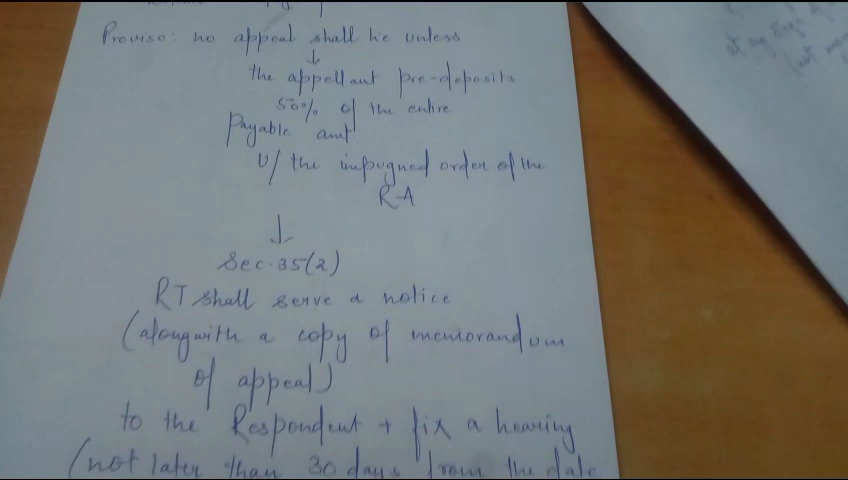 Proviso: no appeal shall lie unless
↓
the appellant pre-deposits
50% of the entire
Payable amt
U/ the impugned order of the
R-A
↓
Sec-35(2)
RT shall serve a notice
(alongwith a copy of memorandum
of appeal)
to the Respondent + fix a hearing
(not later than 30 days from the date